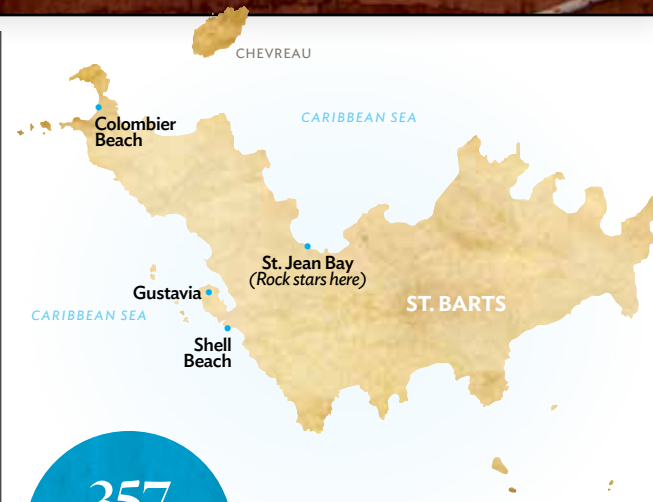 CHEVREAU
CARIBBEAN SEA
Colombier
Beach
St. Jean Bay
(Rock stars here)
Gustavia
ST. BARTS
CARIBBEAN SEA
Shell
Beach
357